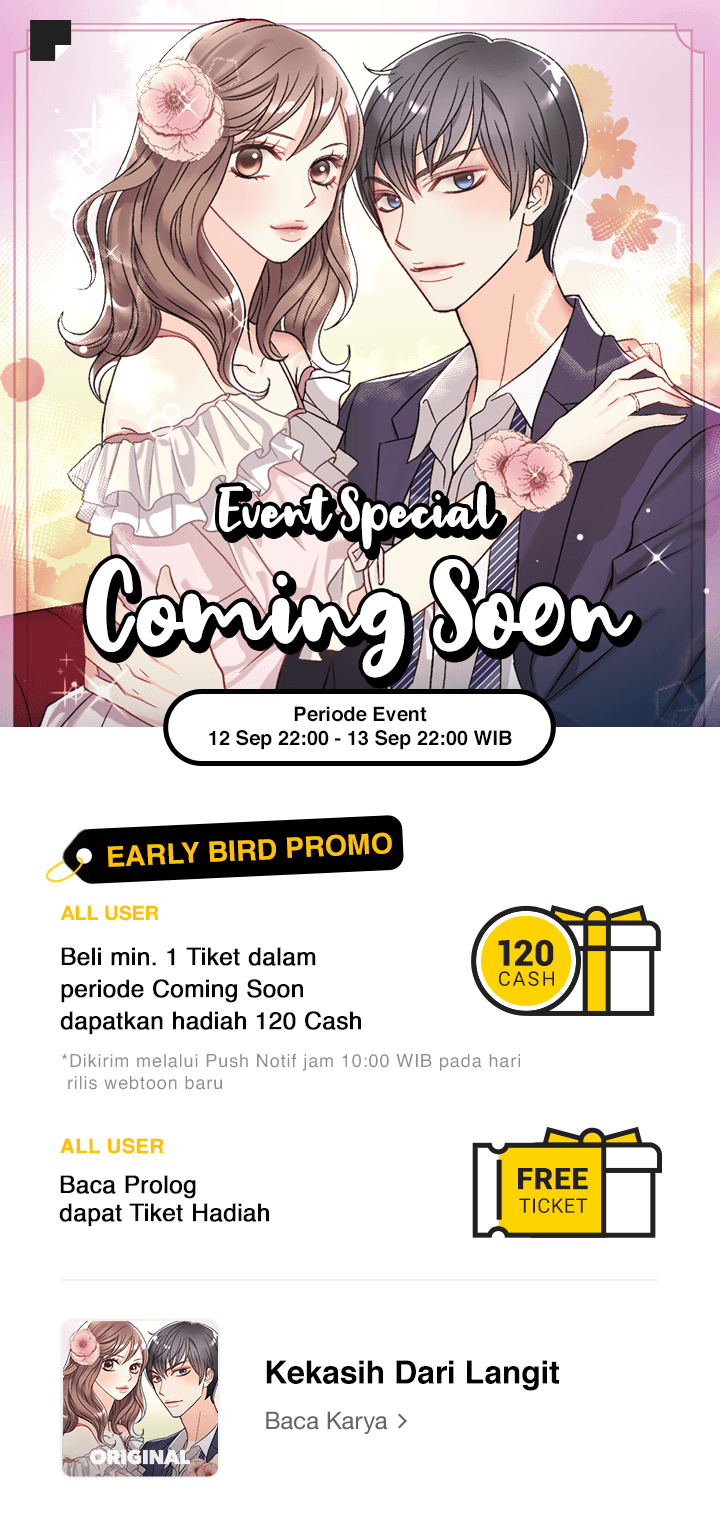 Event Special
Coming Soon
Periode Event
12 Sep 22:00 - 13 Sep 22:00 WIB
EARLY BIRD PROMO
ALL USER
Beli min. 1 Tiket dalam
periode Coming Soon
dapatkan hadiah 120 Cash
120
CASH
*Dikirim melalui Push Notif jam 10:00 WIB pada hari
rilis webtoon baru
ALL USER
Baca Prolog
dapat Tiket Hadiah
FREE
TICKET
Kekasih Dari Langit
Baca Karya >
ORIGINAL